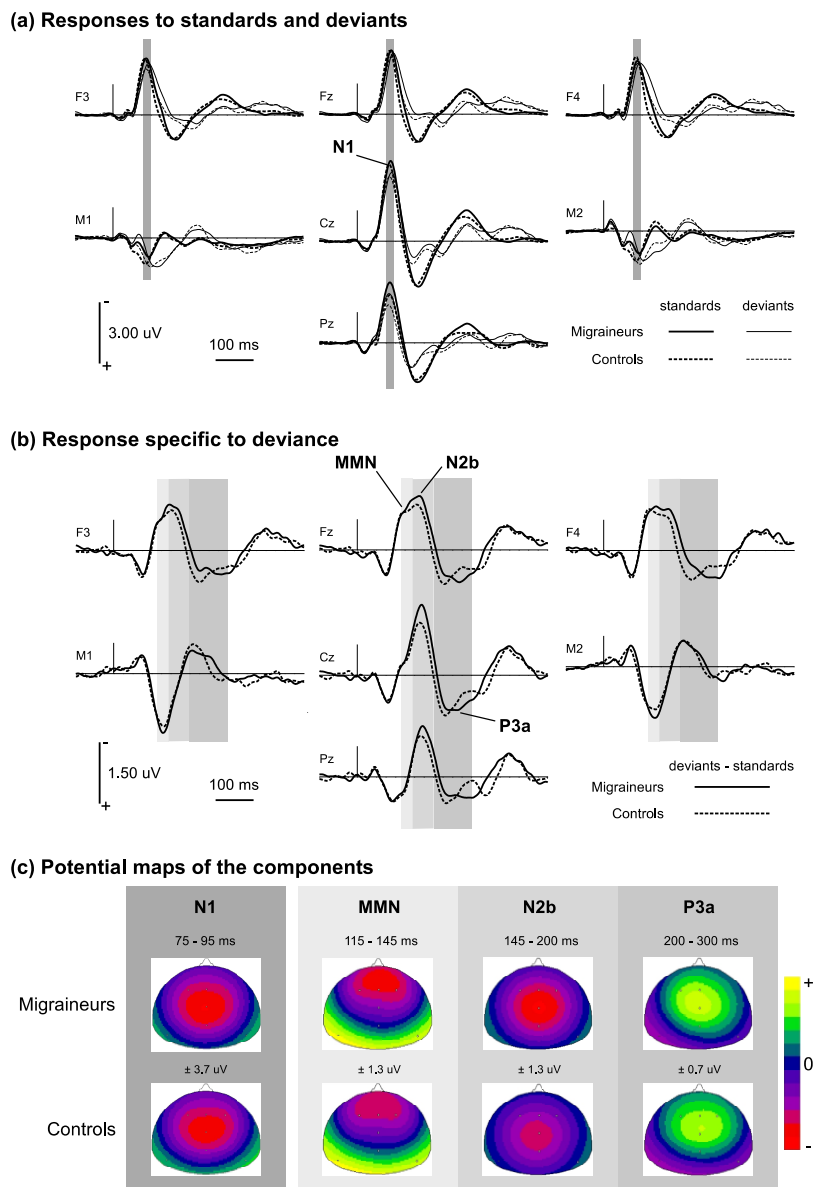 (a) Responses to standards and deviants
F3
Fz
F4
N1
M1
Cz
M2
-
3.00 uV
+
100 ms
Pz
standards deviants
Migraineurs
Controls
(b) Response specific to deviance
MMN N2b
F3
Fz
F4
M1
Cz
M2
P3a
-
1.50 uV
+
100 ms
Pz
deviants - standards
Migraineurs
Controls
(c) Potential maps of the components
N1 MMN N2b P3a
75 - 95 ms 115 - 145 ms 145 - 200 ms 200 - 300 ms
Migraineurs
+
0
-
± 3.7 uV ± 1.3 uV ± 1.3 uV ± 0.7 uV
Controls